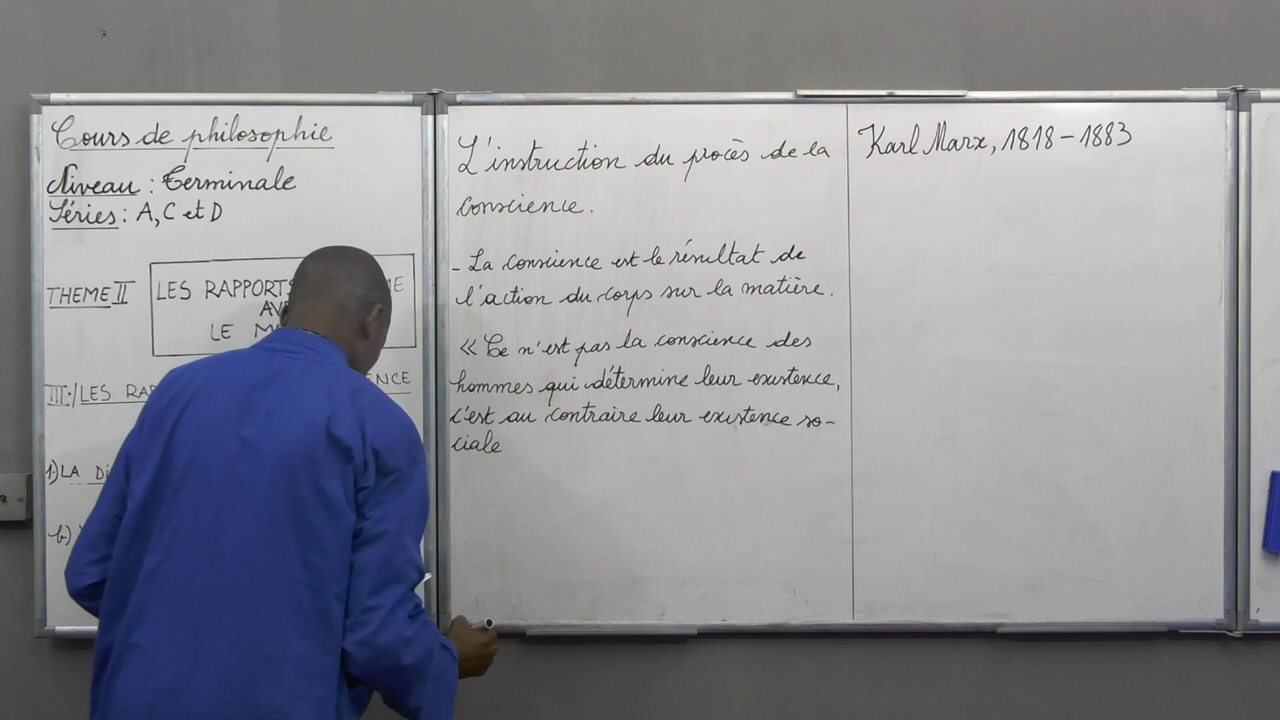 Cours de philosophie
Niveau : Terminale
Séries : A, C et D
THEME II
LES RAPPORTS
LE
III-/ LES
1) LA
b)
L'instruction du procès de la
conscience.
- La conscience est le résultat de
l'action du corps sur la matière.
« Ce n'est pas la conscience des
hommes qui détermine leur existence,
c'est au contraire leur existence so-
ciale
Karl Marx, 1818 - 1883